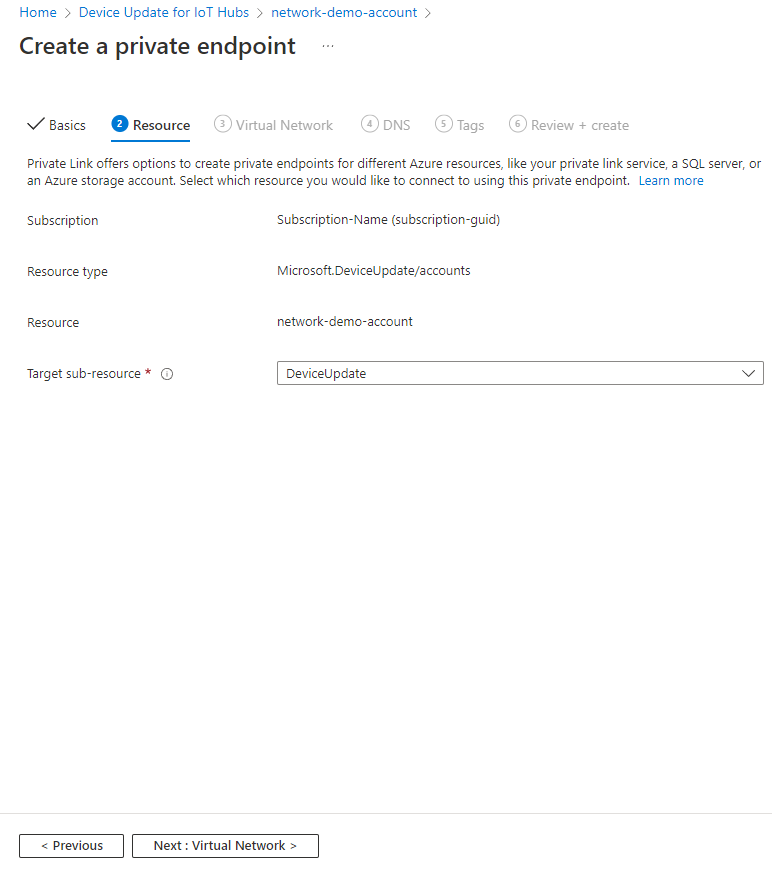 Home > Device Update for IoT Hubs > network-demo-account >
Create a private endpoint ...
Basics 2 Resource 3 Virtual Network 4 DNS 5 Tags 6 Review + create
Private Link offers options to create private endpoints for different Azure resources, like your private link service, a SQL server, or
an Azure storage account. Select which resource you would like to connect to using this private endpoint. Learn more
Subscription Subscription-Name (subscription-guid)
Resource type Microsoft.DeviceUpdate/accounts
Resource network-demo-account
Target sub-resource * DeviceUpdate
< Previous Next : Virtual Network >